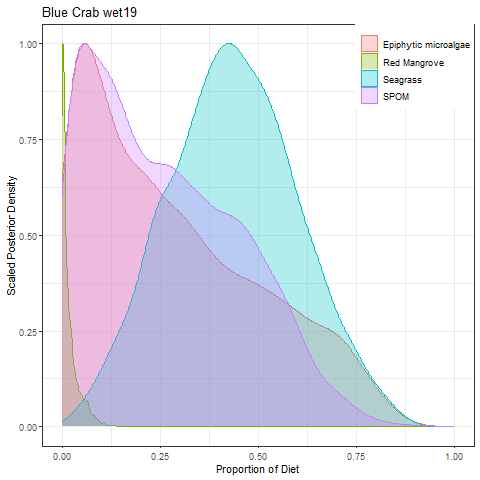 Blue Crab wet19
Epiphytic microalgae
Red Mangrove
Seagrass
SPOM
1.00
0.75
0.50
0.25
0.00
Scaled Posterior Density
0.00 0.25 0.50 0.75 1.00
Proportion of Diet